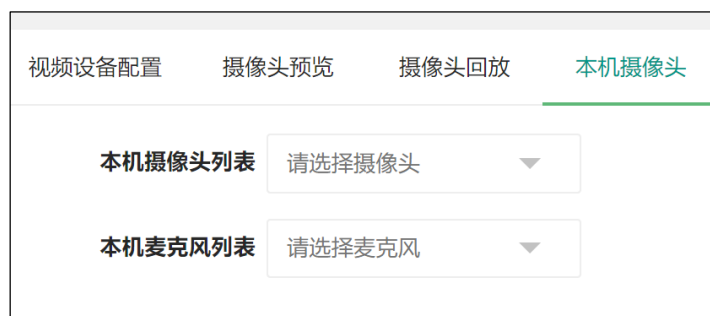 视频设备配置 摄像头预览 摄像头回放 本机摄像头
本机摄像头列表 请选择摄像头
本机麦克风列表 请选择麦克风